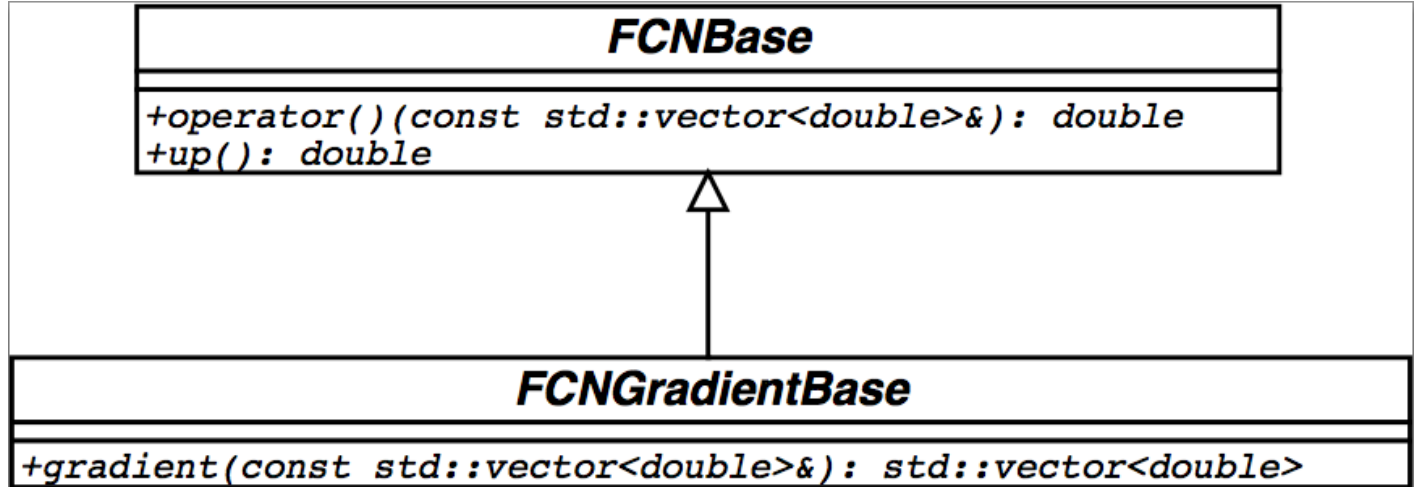 FCNBase
+operator()(const std::vector<double>&): double
+up(): double
FCNGradientBase
+gradient(const std::vector<double>&): std::vector<double>